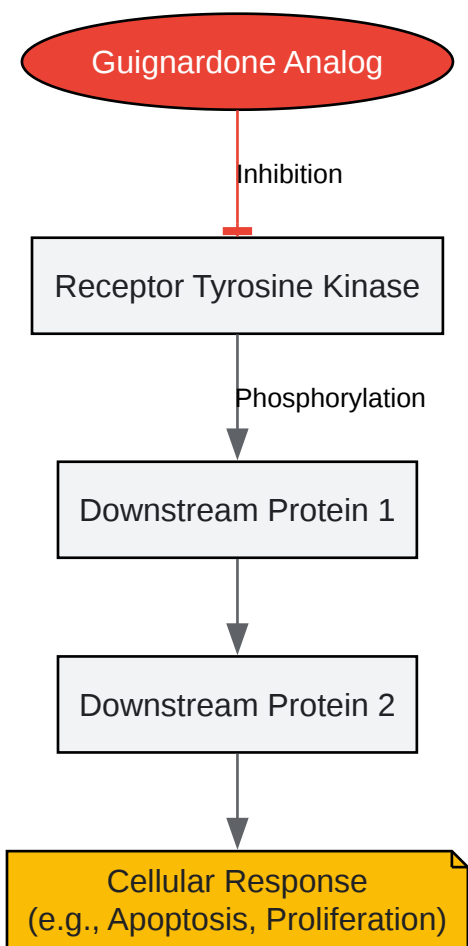 Guignardone Analog
Inhibition
Receptor Tyrosine Kinase
Phosphorylation
Downstream Protein 1
Downstream Protein 2
Cellular Response
(e.g., Apoptosis, Proliferation)